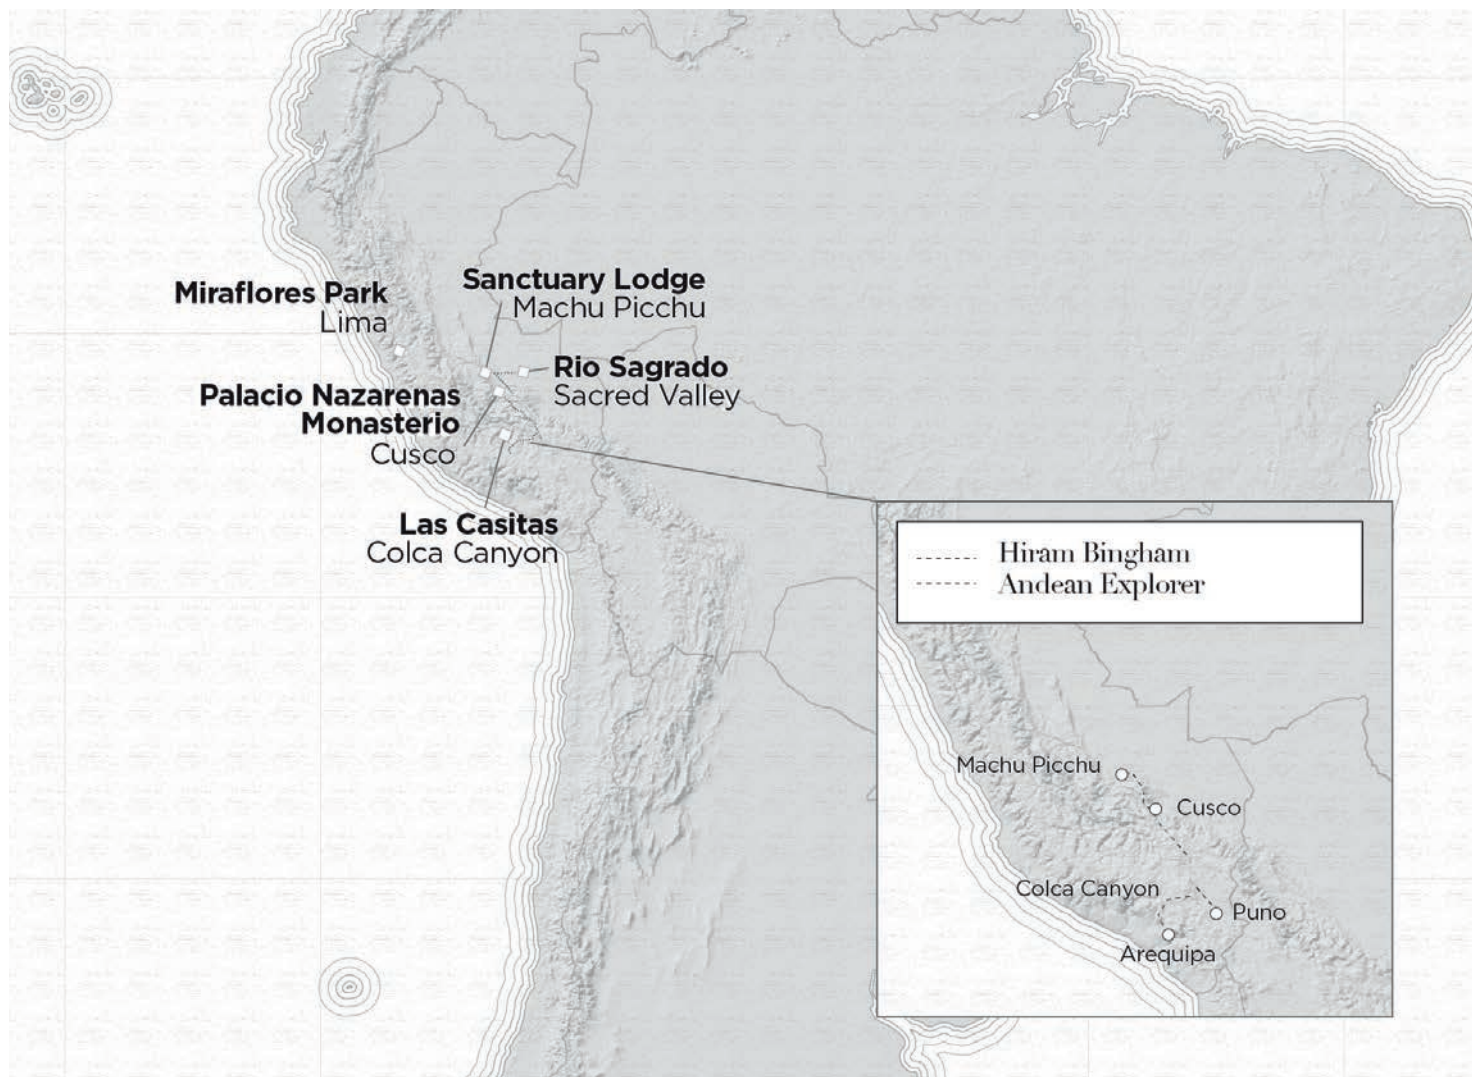 Miraflores Park
Lima
Sanctuary Lodge
Machu Picchu
Rio Sagrado
Sacred Valley
Palacio Nazarenas
Monasterio
Cusco
Las Casitas
Colca Canyon
Hiram Bingham
Andean Explorer
Machu Picchu
Cusco
Colca Canyon
Puno
Arequipa